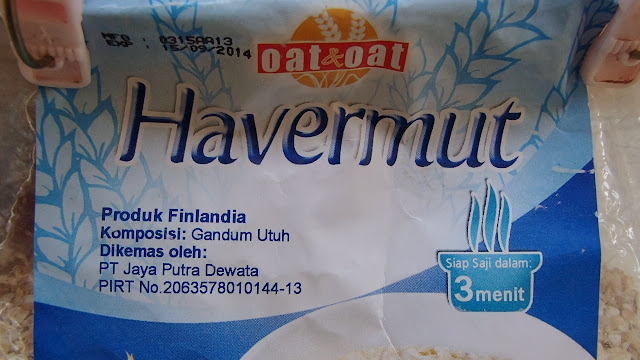 MFG : 0315AA13
EXP : 15/09/2014
oat&oat
Havermut
Produk Finlandia
Komposisi: Gandum Utuh
Dikemas oleh:
PT Jaya Putra Dewata
PIRT No.2063578010144-13
Siap Saji dalam:
3 menit